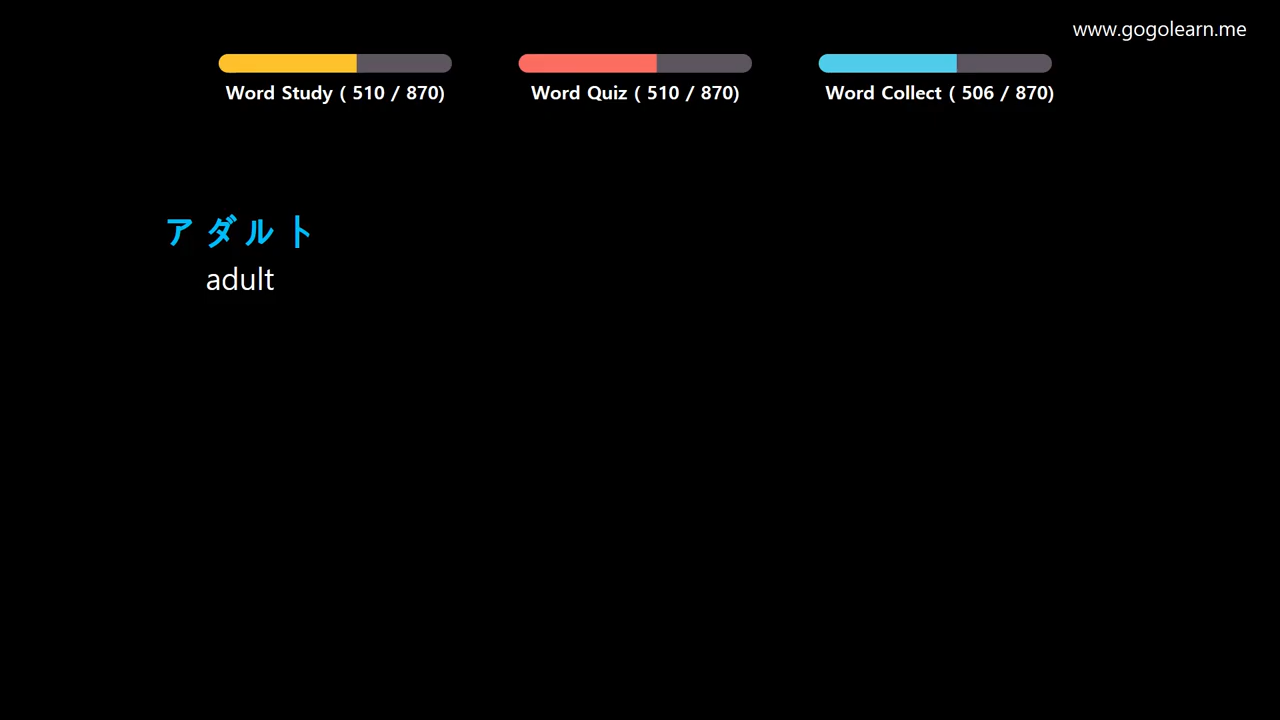 www.gogolearn.me
Word Study ( 510 / 870)
Word Quiz ( 510 / 870)
Word Collect ( 506 / 870)
アダルト
adult